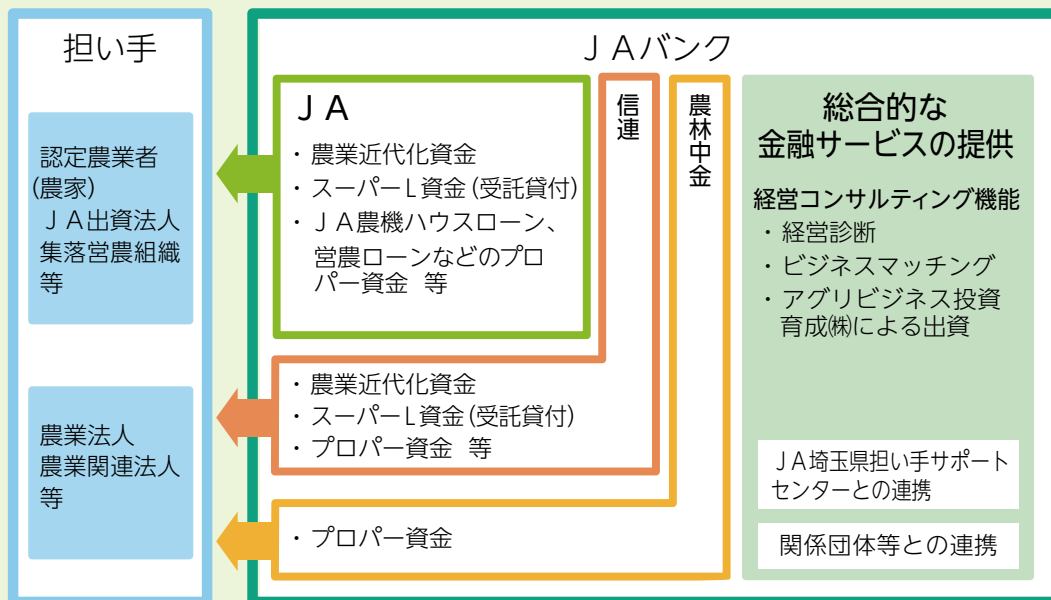 担い手
認定農業者
(農家)
ＪＡ出資法人
集落営農組織
等
農業法人
農業関連法人
等
ＪＡバンク
ＪＡ
・農業近代化資金
・スーパーL資金(受託貸付)
・ＪＡ農機ハウスローン、
営農ローンなどのプロ
パー資金 等
信連
・農業近代化資金
・スーパーL資金(受託貸付)
・プロパー資金 等
農林中金
・プロパー資金
総合的な
金融サービスの提供
経営コンサルティング機能
・経営診断
・ビジネスマッチング
・アグリビジネス投資
育成㈱による出資
ＪＡ埼玉県担い手サポート
センターとの連携
関係団体等との連携